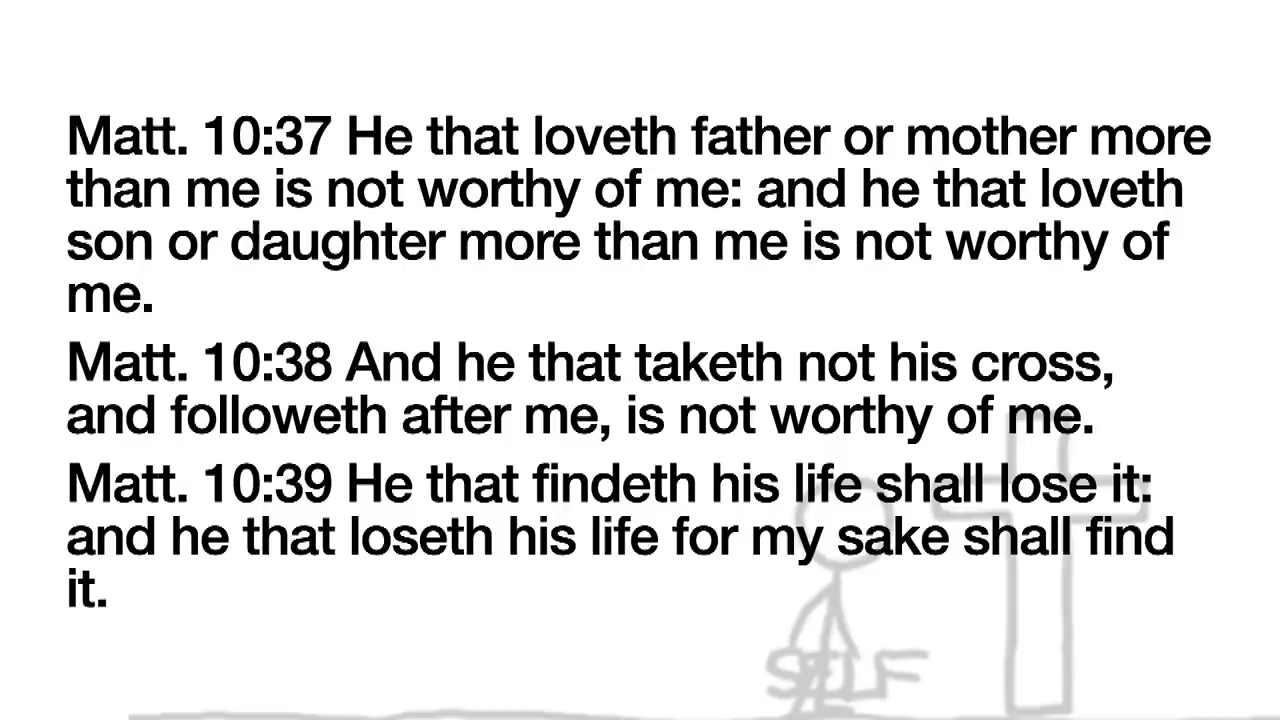 Matt. 10:37 He that loveth father or mother more
than me is not worthy of me: and he that loveth
son or daughter more than me is not worthy of
me.
Matt. 10:38 And he that taketh not his cross,
and followeth after me, is not worthy of me.
Matt. 10:39 He that findeth his life shall lose it:
and he that loseth his life for my sake shall find
it.
SELF